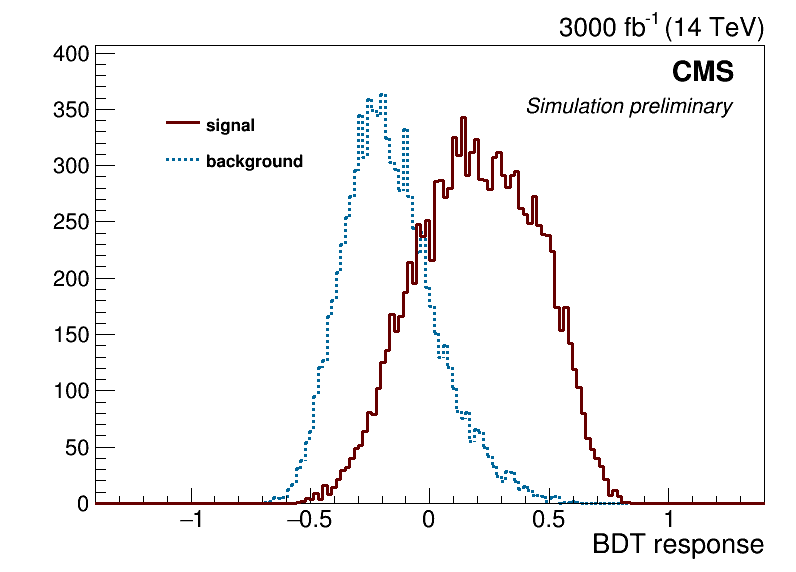 3000 fb-1 (14 TeV)
CMS
Simulation preliminary
signal
background
400
350
300
250
200
150
100
50
0
−1
−0.5
0
0.5
1
BDT response